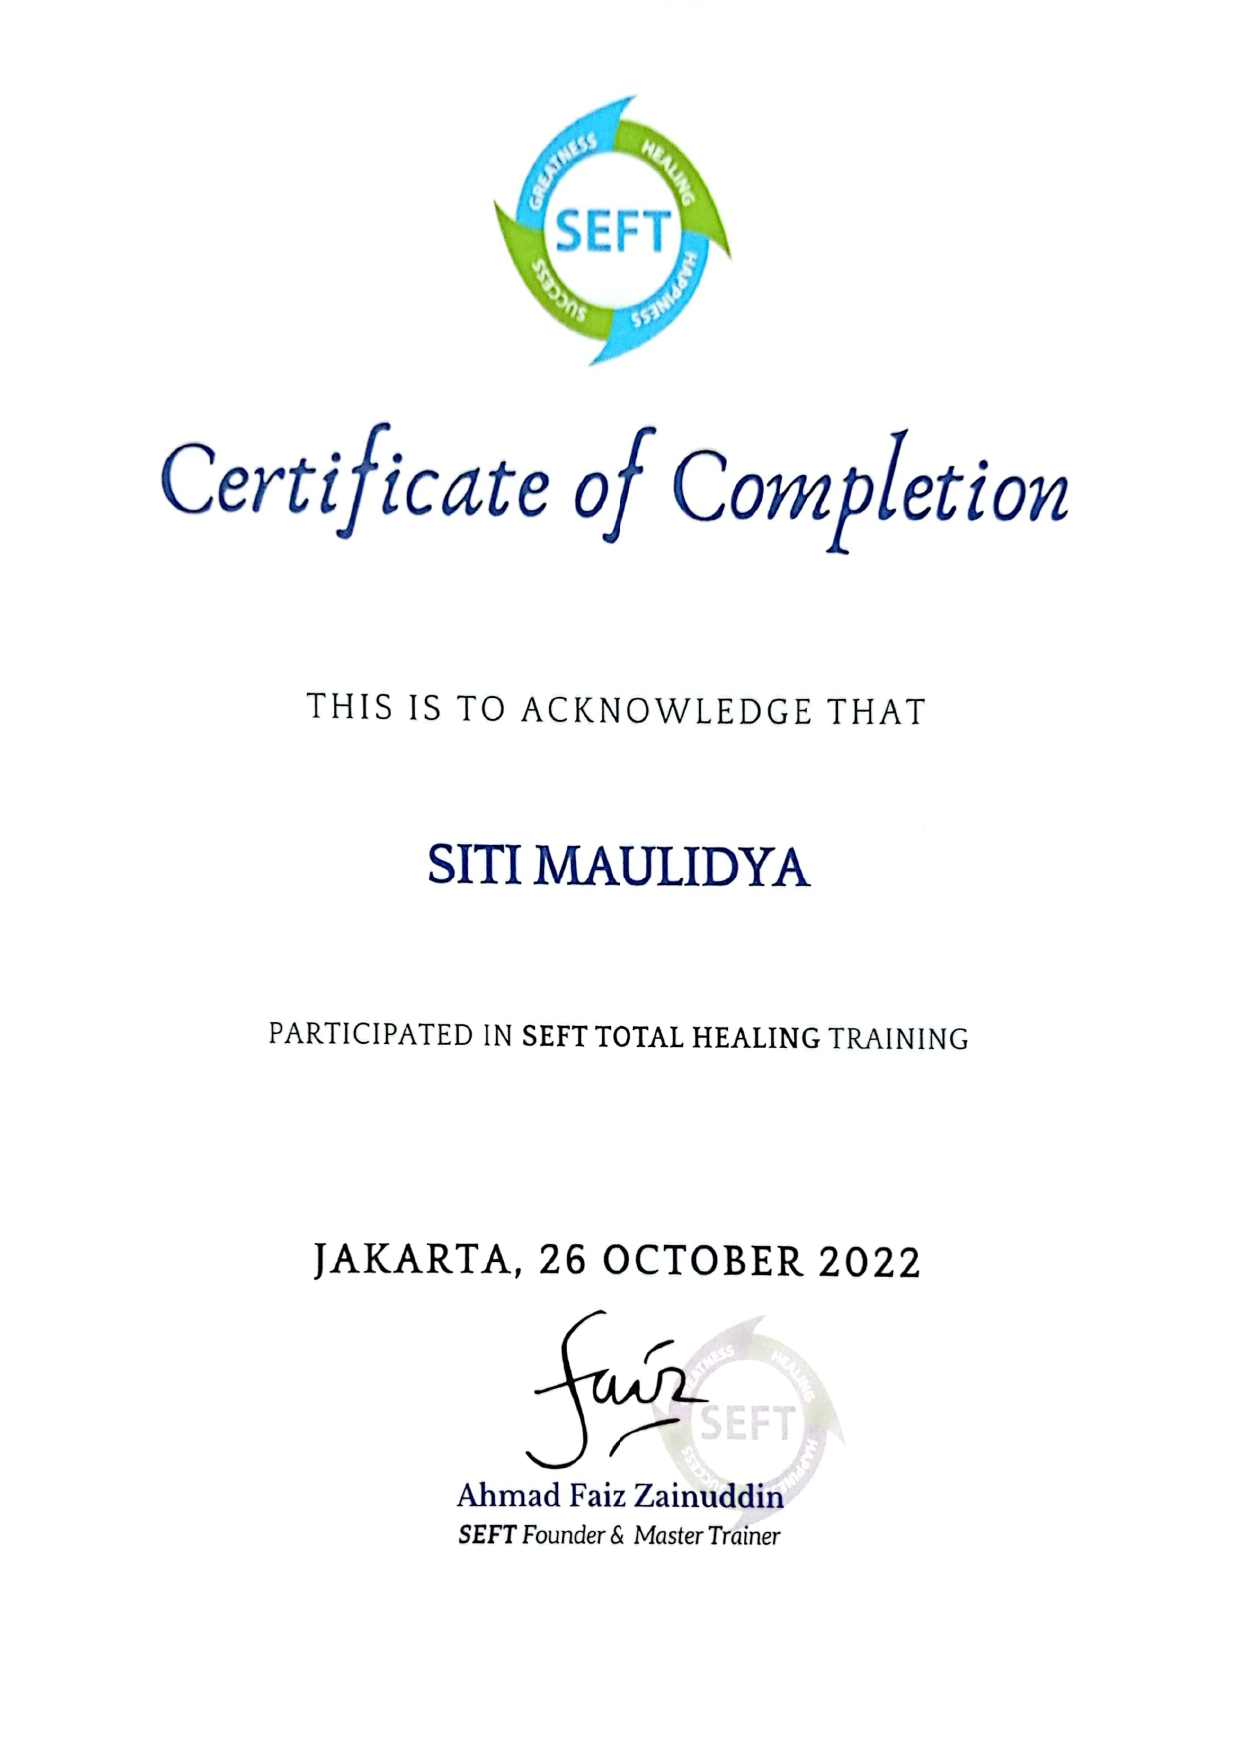 GREATNESS
HEALING
SEFT
SUCCESS
HAPPINESS
Certificate of Completion
THIS IS TO ACKNOWLEDGE THAT
SITI MAULIDYA
PARTICIPATED IN SEFT TOTAL HEALING TRAINING
JAKARTA, 26 OCTOBER 2022
faiz
GREATNESS
HEALING
SEFT
SUCCESS
HAPPINESS
Ahmad Faiz Zainuddin
SEFT Founder & Master Trainer